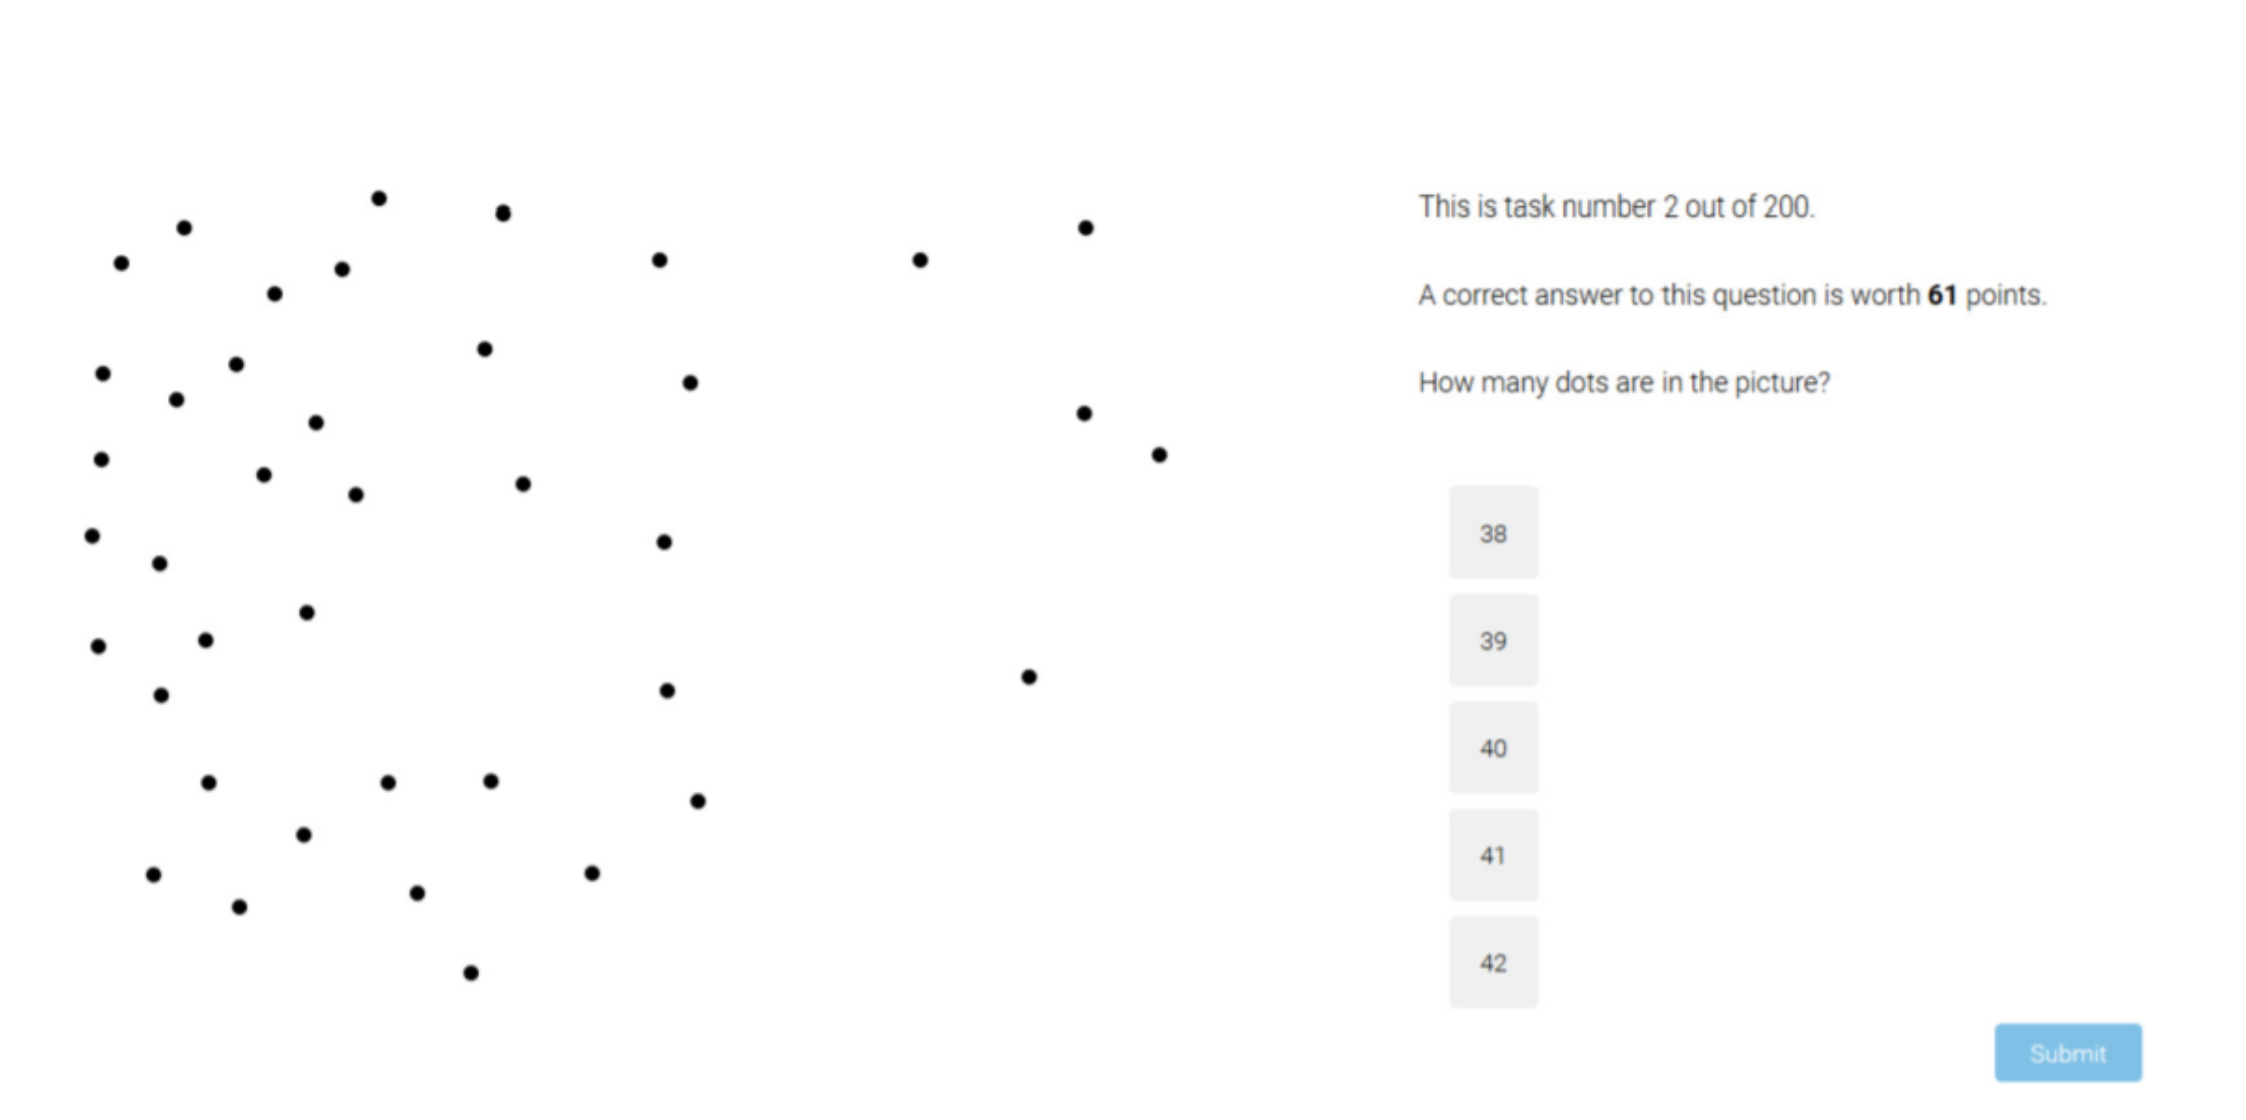 This is task number 2 out of 200.
A correct answer to this question is worth 61 points.
How many dots are in the picture?
38
39
40
41
42
Submit